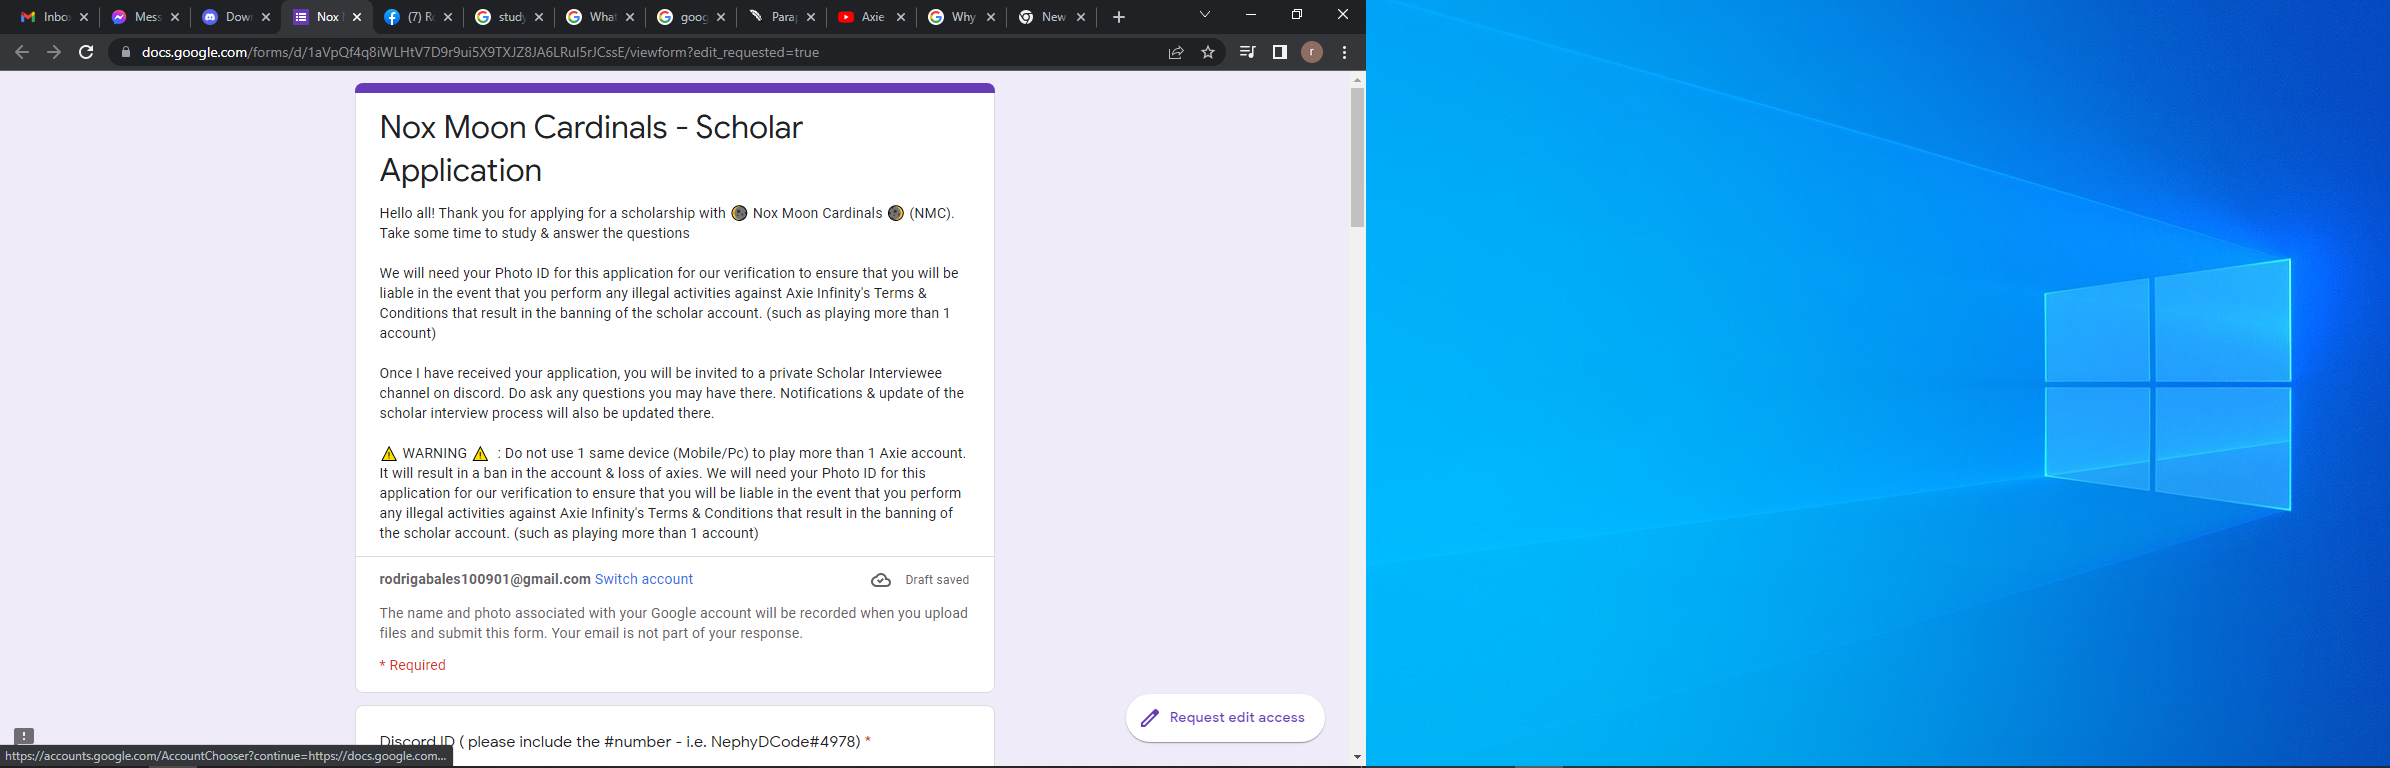 Inbo
Mess
Dow
Nox
(7) R
study
What
goog
Parap
Axie
Why
New
docs.google.com/forms/d/1aVpQf4q8iWLHtV7D9r9ui5X9TXJZ8JA6LRuI5rJCssE/viewform?edit_requested=true
r
Nox Moon Cardinals - Scholar
Application
Hello all! Thank you for applying for a scholarship with 🌘 Nox Moon Cardinals 🌒 (NMC).
Take some time to study & answer the questions
We will need your Photo ID for this application for our verification to ensure that you will be
liable in the event that you perform any illegal activities against Axie Infinity's Terms &
Conditions that result in the banning of the scholar account. (such as playing more than 1
account)
Once I have received your application, you will be invited to a private Scholar Interviewee
channel on discord. Do ask any questions you may have there. Notifications & update of the
scholar interview process will also be updated there.
⚠ WARNING ⚠ : Do not use 1 same device (Mobile/Pc) to play more than 1 Axie account.
It will result in a ban in the account & loss of axies. We will need your Photo ID for this
application for our verification to ensure that you will be liable in the event that you perform
any illegal activities against Axie Infinity's Terms & Conditions that result in the banning of
the scholar account. (such as playing more than 1 account)
rodrigabales100901@gmail.com Switch account
Draft saved
The name and photo associated with your Google account will be recorded when you upload
files and submit this form. Your email is not part of your response.
* Required
Request edit access
Discord ID ( please include the #number - i.e. NephyDCode#4978) *
https://accounts.google.com/AccountChooser?continue=https://docs.google.com...